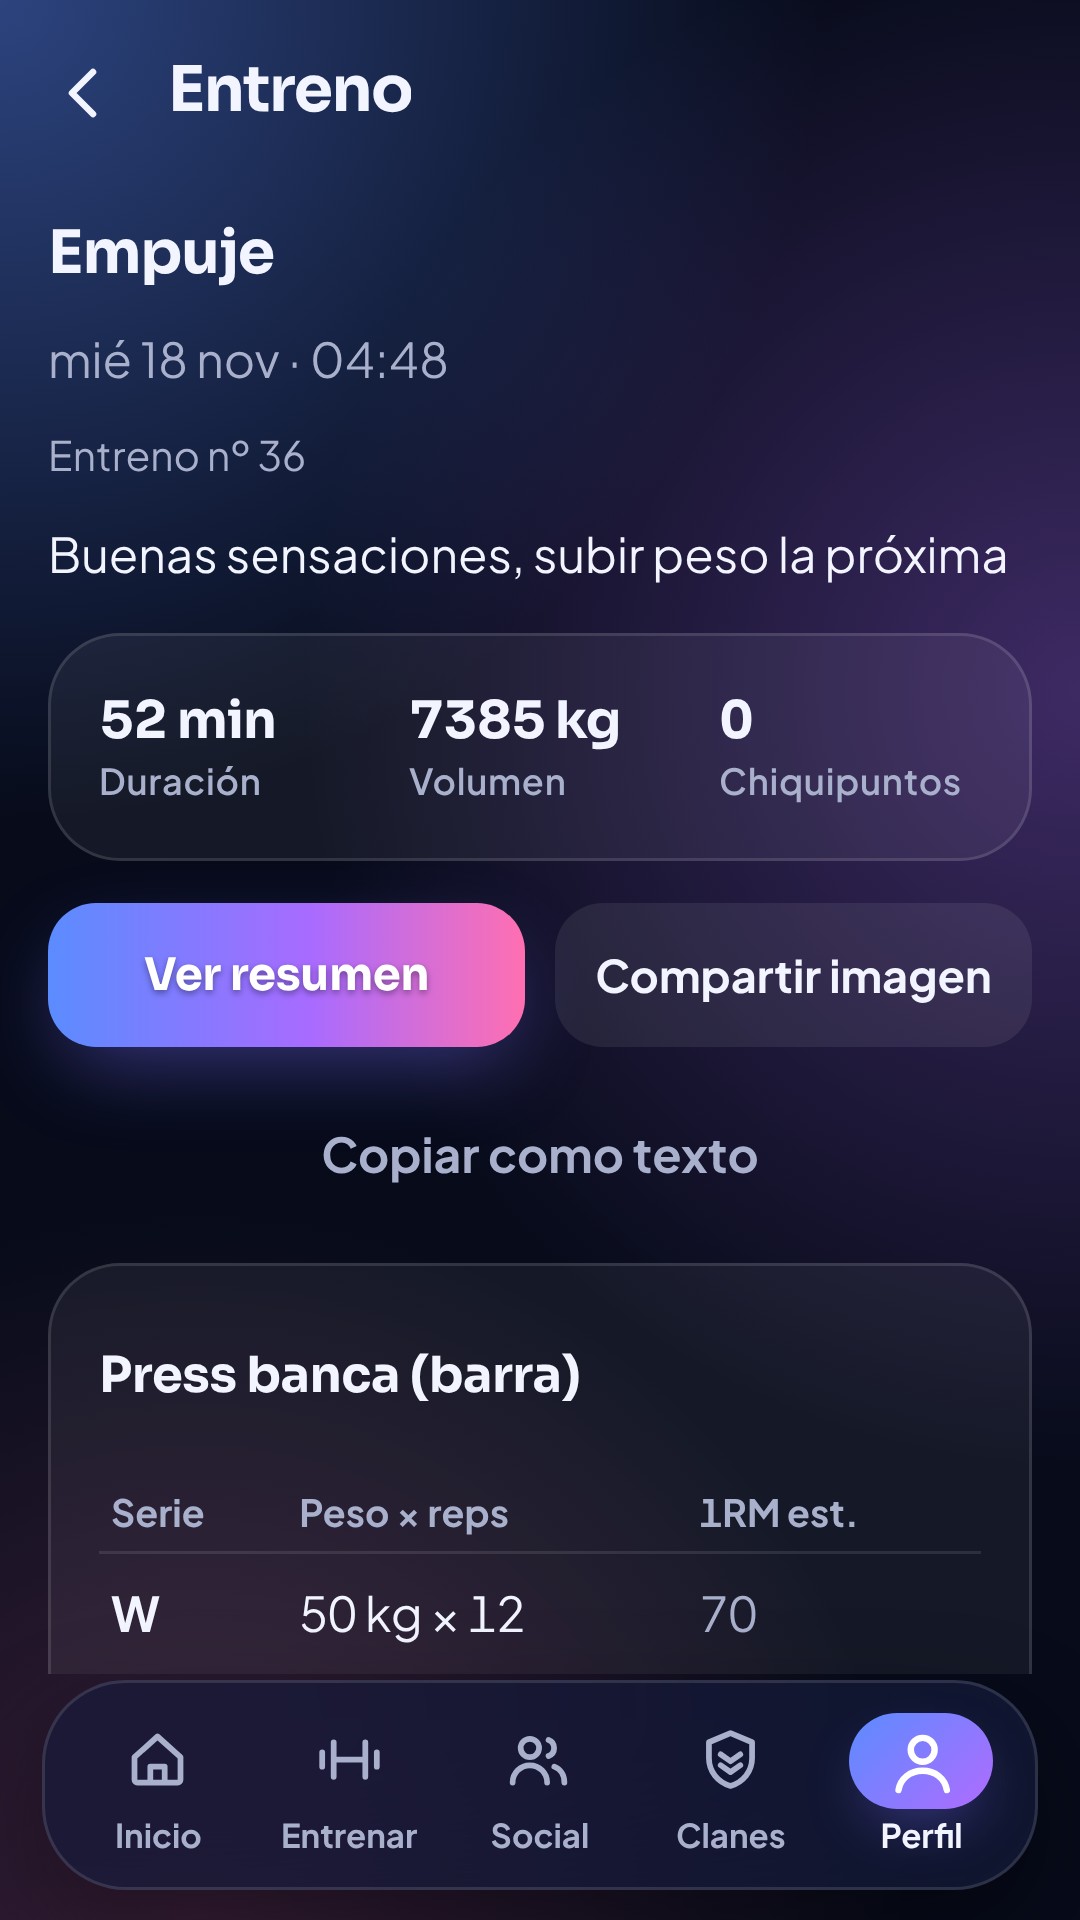 Entreno
Empuje
mié 18 nov · 04:48
Entreno nº 36
Buenas sensaciones, subir peso la próxima
52 min 7385 kg 0
Duración Volumen Chiquipuntos
Ver resumen Compartir imagen
Copiar como texto
Press banca (barra)
Serie Peso × reps 1RM est.
W 50 kg × 12 70
Inicio Entrenar Social Clanes Perfil